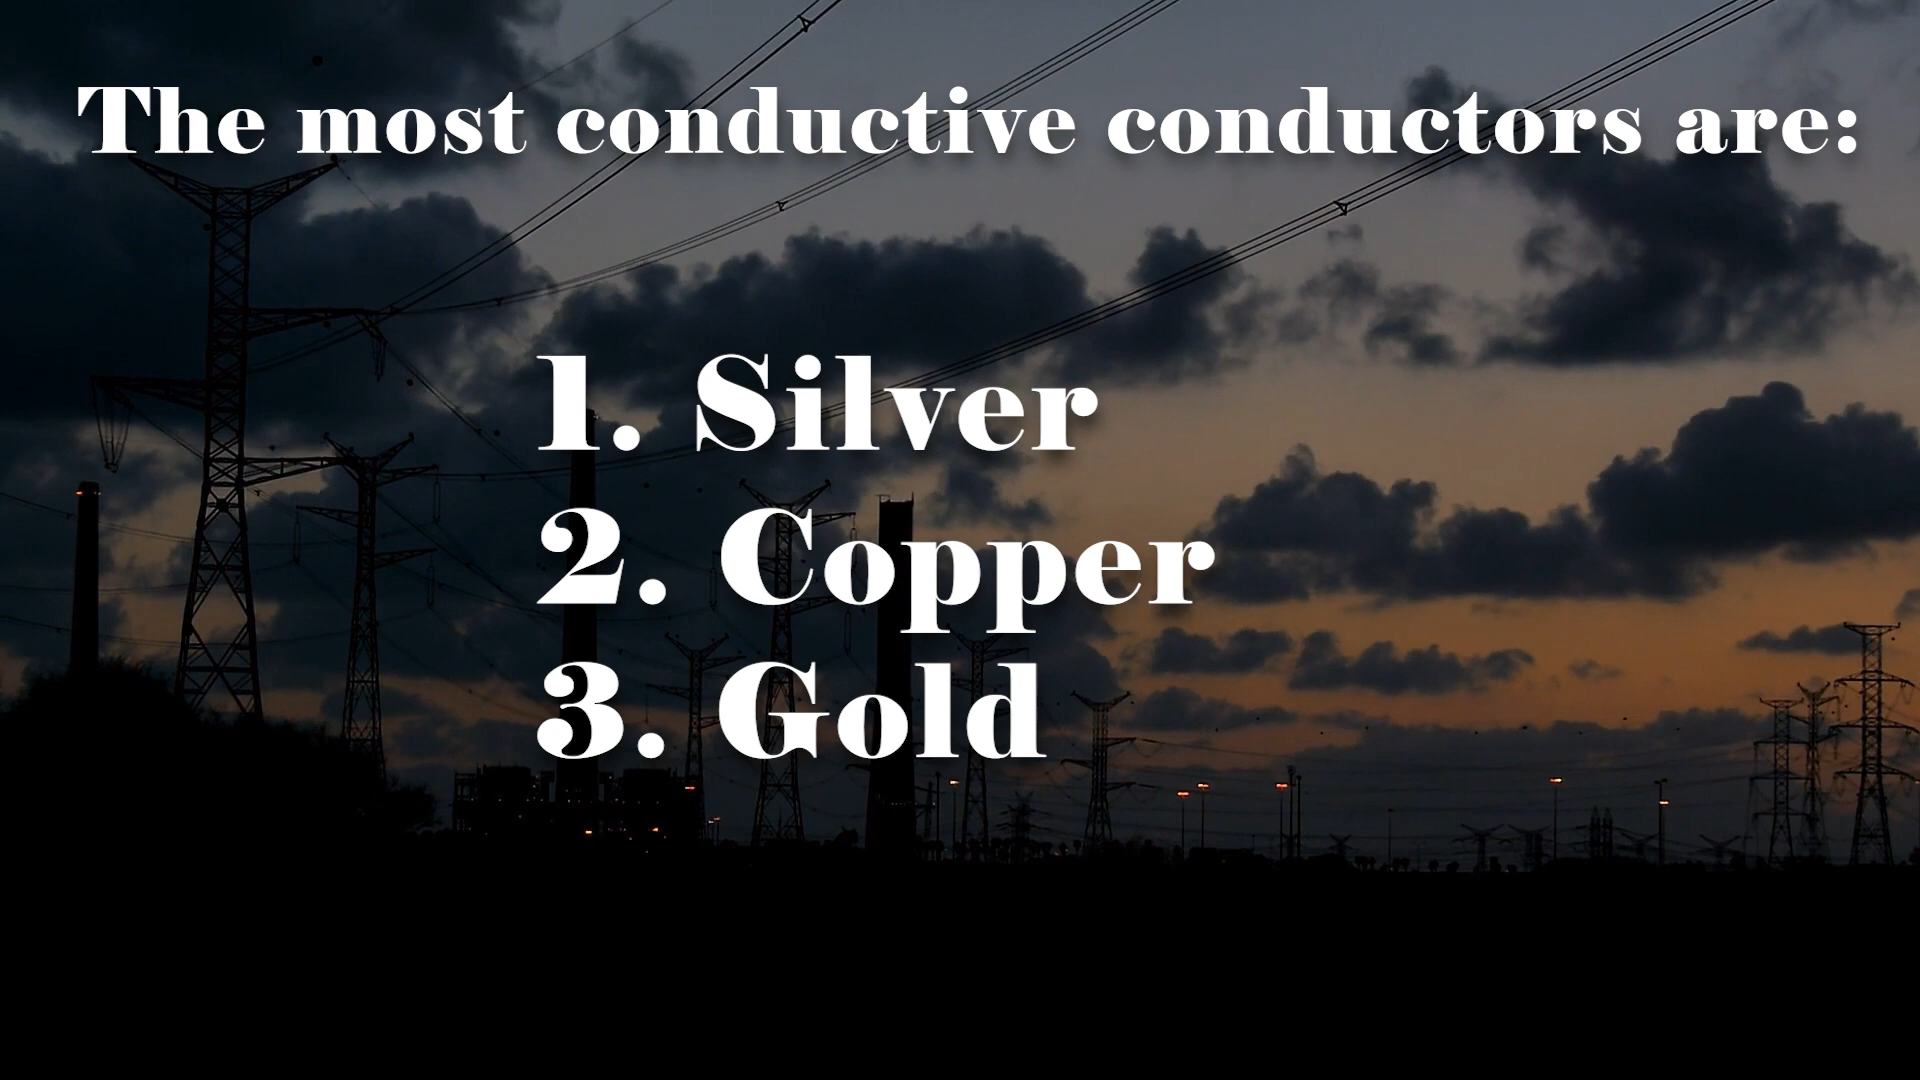 The most conductive conductors are:
1. Silver
2. Copper
3. Gold